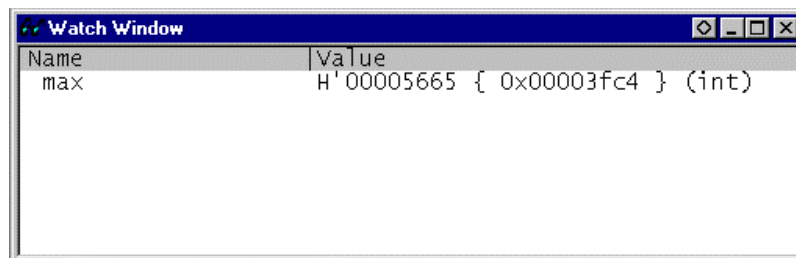 Watch Window
Name Value
max H'00005665 { 0x00003fc4 } (int)